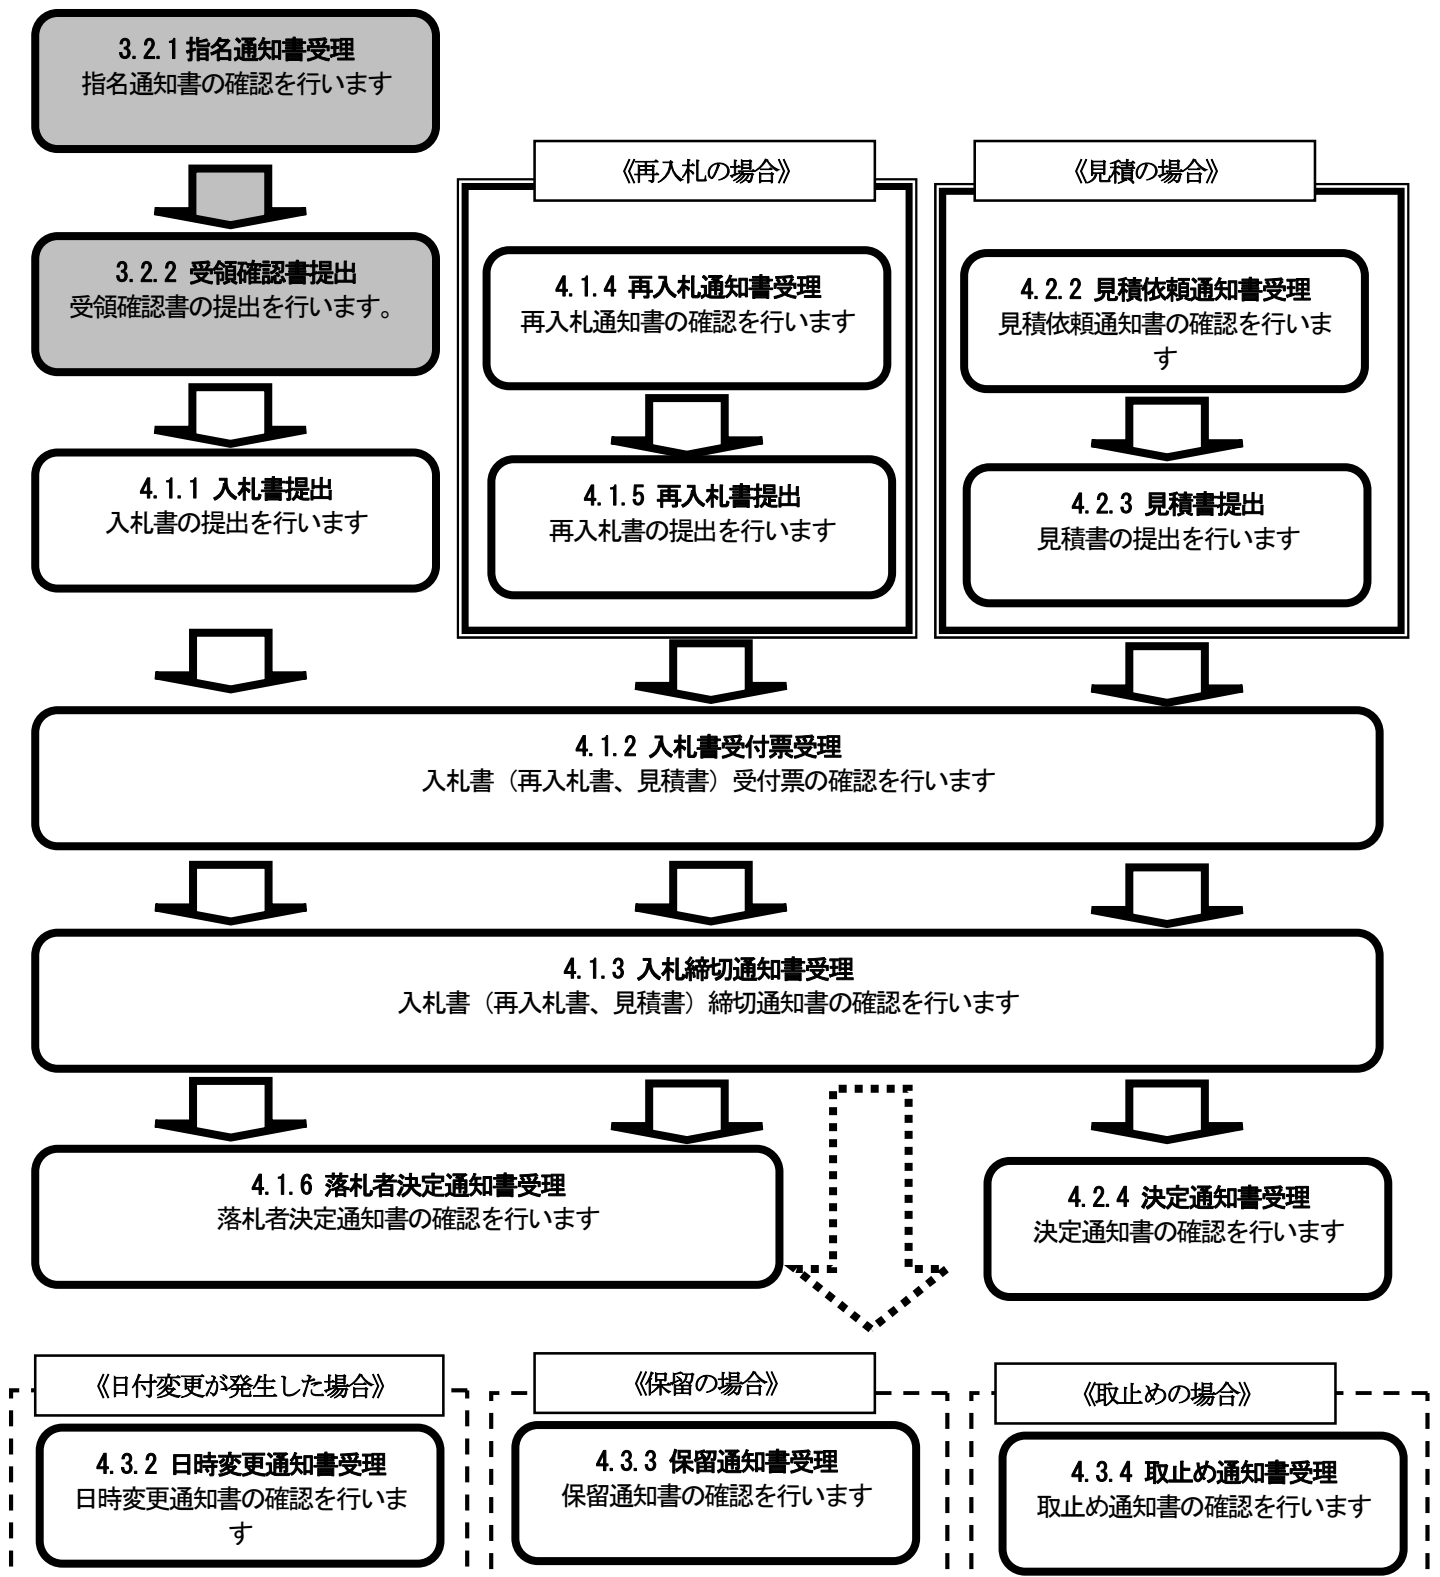 3.2.1指名通知書受理
指名通知書の確認を行います
3.2.2 受領確認書提出
受領確認書の提出を行います。
4.1.1 入札書提出
入札書の提出を行います
《再入札の場合》
4.1.4 再入札通知書受理
再入札通知書の確認を行います
4.1.5 再入札書提出
再入札書の提出を行います
《見積の場合》
4.2.2 見積依頼通知書受理
見積依頼通知書の確認を行いま
す
4.2.3 見積書提出
見積書の提出を行います
4.1.2 入札書受付票受理
入札書（再入札書、見積書）受付票の確認を行います
4.1.3 入札締切通知書受理
入札書（再入札書、見積書）締切通知書の確認を行います
4.1.6 落札者決定通知書受理
落札者決定通知書の確認を行います
4.2.4 決定通知書受理
決定通知書の確認を行います
《日付変更が発生した場合》
4.3.2 日時変更通知書受理
日時変更通知書の確認を行いま
す
《保留の場合》
4.3.3 保留通知書受理
保留通知書の確認を行います
《取止めの場合》
4.3.4 取止め通知書受理
取止め通知書の確認を行います